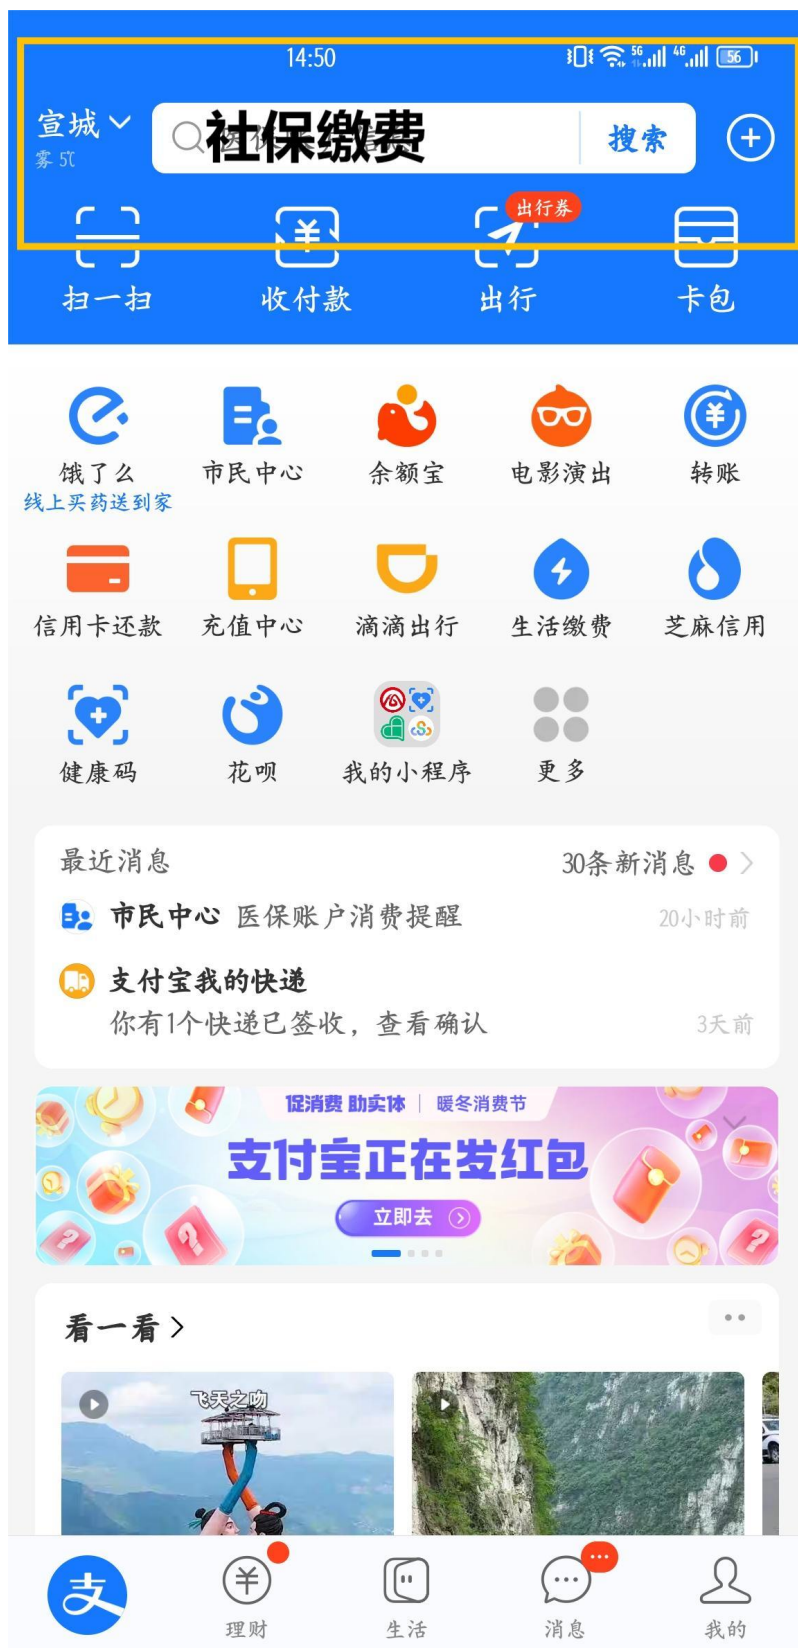 14:50
5G 4G 56
宣城
雾 5℃
社保缴费
搜索
出行券
扫一扫 收付款 出行 卡包
饿了么 市民中心 余额宝 电影演出 转账
线上买药送到家
信用卡还款 充值中心 滴滴出行 生活缴费 芝麻信用
健康码 花呗 我的小程序 更多
最近消息 30条新消息
市民中心 医保账户消费提醒 20小时前
支付宝我的快递
你有1个快递已签收，查看确认 3天前
促消费 助实体 | 暖冬消费节
支付宝正在发红包
立即去
看一看
飞天之吻
支
理财 生活 消息 我的